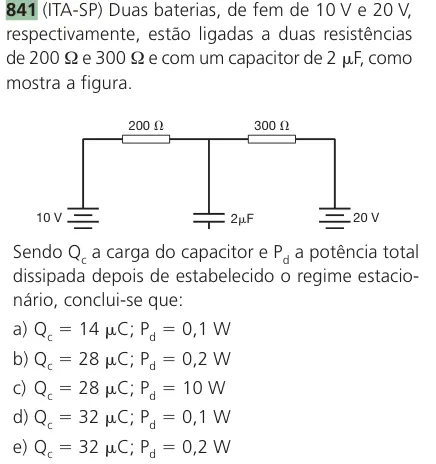 841 (ITA-SP) Duas baterias, de fem de 10 V e 20 V,
respectivamente, estão ligadas a duas resistências
de 200 Ω e 300 Ω e com um capacitor de 2 μF, como
mostra a figura.
200 Ω 300 Ω
10 V 2μF 20 V
Sendo Qc a carga do capacitor e Pd a potência total
dissipada depois de estabelecido o regime estacio-
nário, conclui-se que:
a) Qc = 14 μC; Pd = 0,1 W
b) Qc = 28 μC; Pd = 0,2 W
c) Qc = 28 μC; Pd = 10 W
d) Qc = 32 μC; Pd = 0,1 W
e) Qc = 32 μC; Pd = 0,2 W